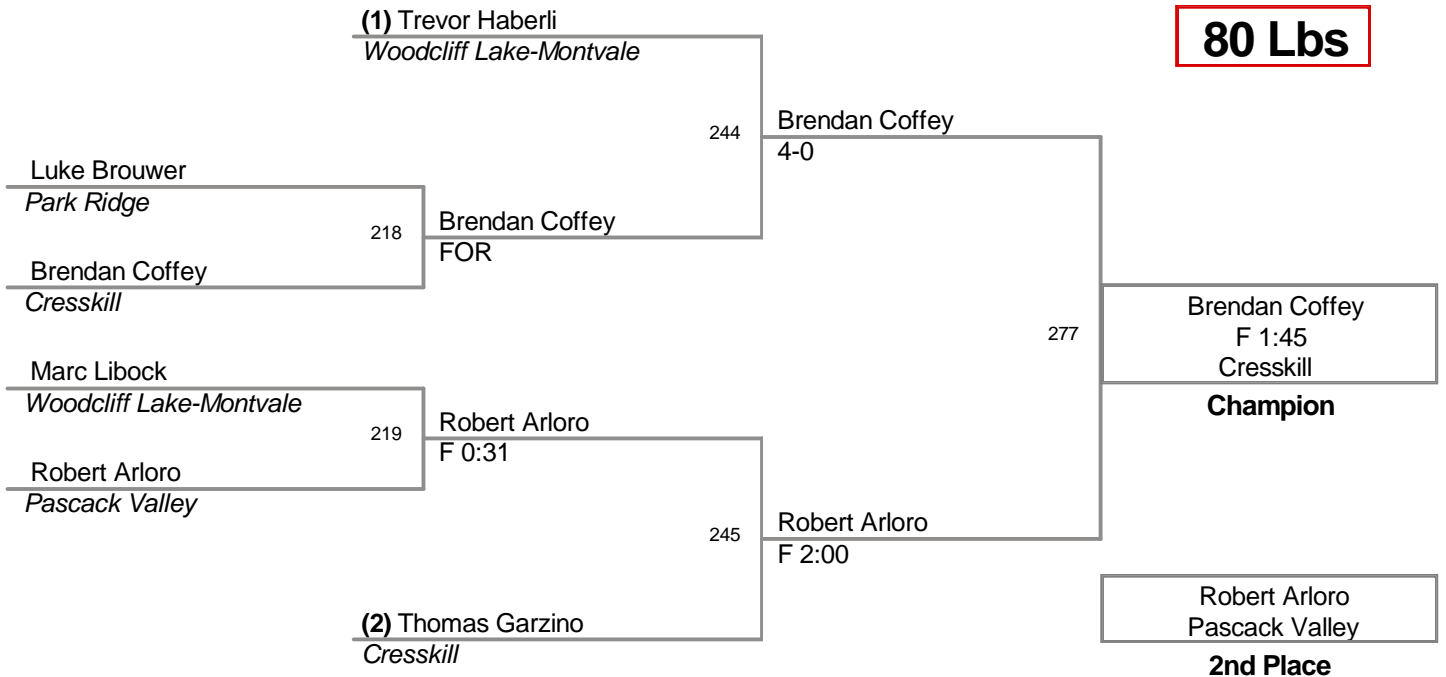 (1) Trevor Haberli
Woodcliff Lake-Montvale
80 Lbs
244
Brendan Coffey
4-0
Luke Brouwer
Park Ridge
218
Brendan Coffey
FOR
Brendan Coffey
Cresskill
277
Brendan Coffey
F 1:45
Cresskill
Champion
Marc Libock
Woodcliff Lake-Montvale
219
Robert Arloro
F 0:31
Robert Arloro
Pascack Valley
245
Robert Arloro
F 2:00
(2) Thomas Garzino
Cresskill
Robert Arloro
Pascack Valley
2nd Place